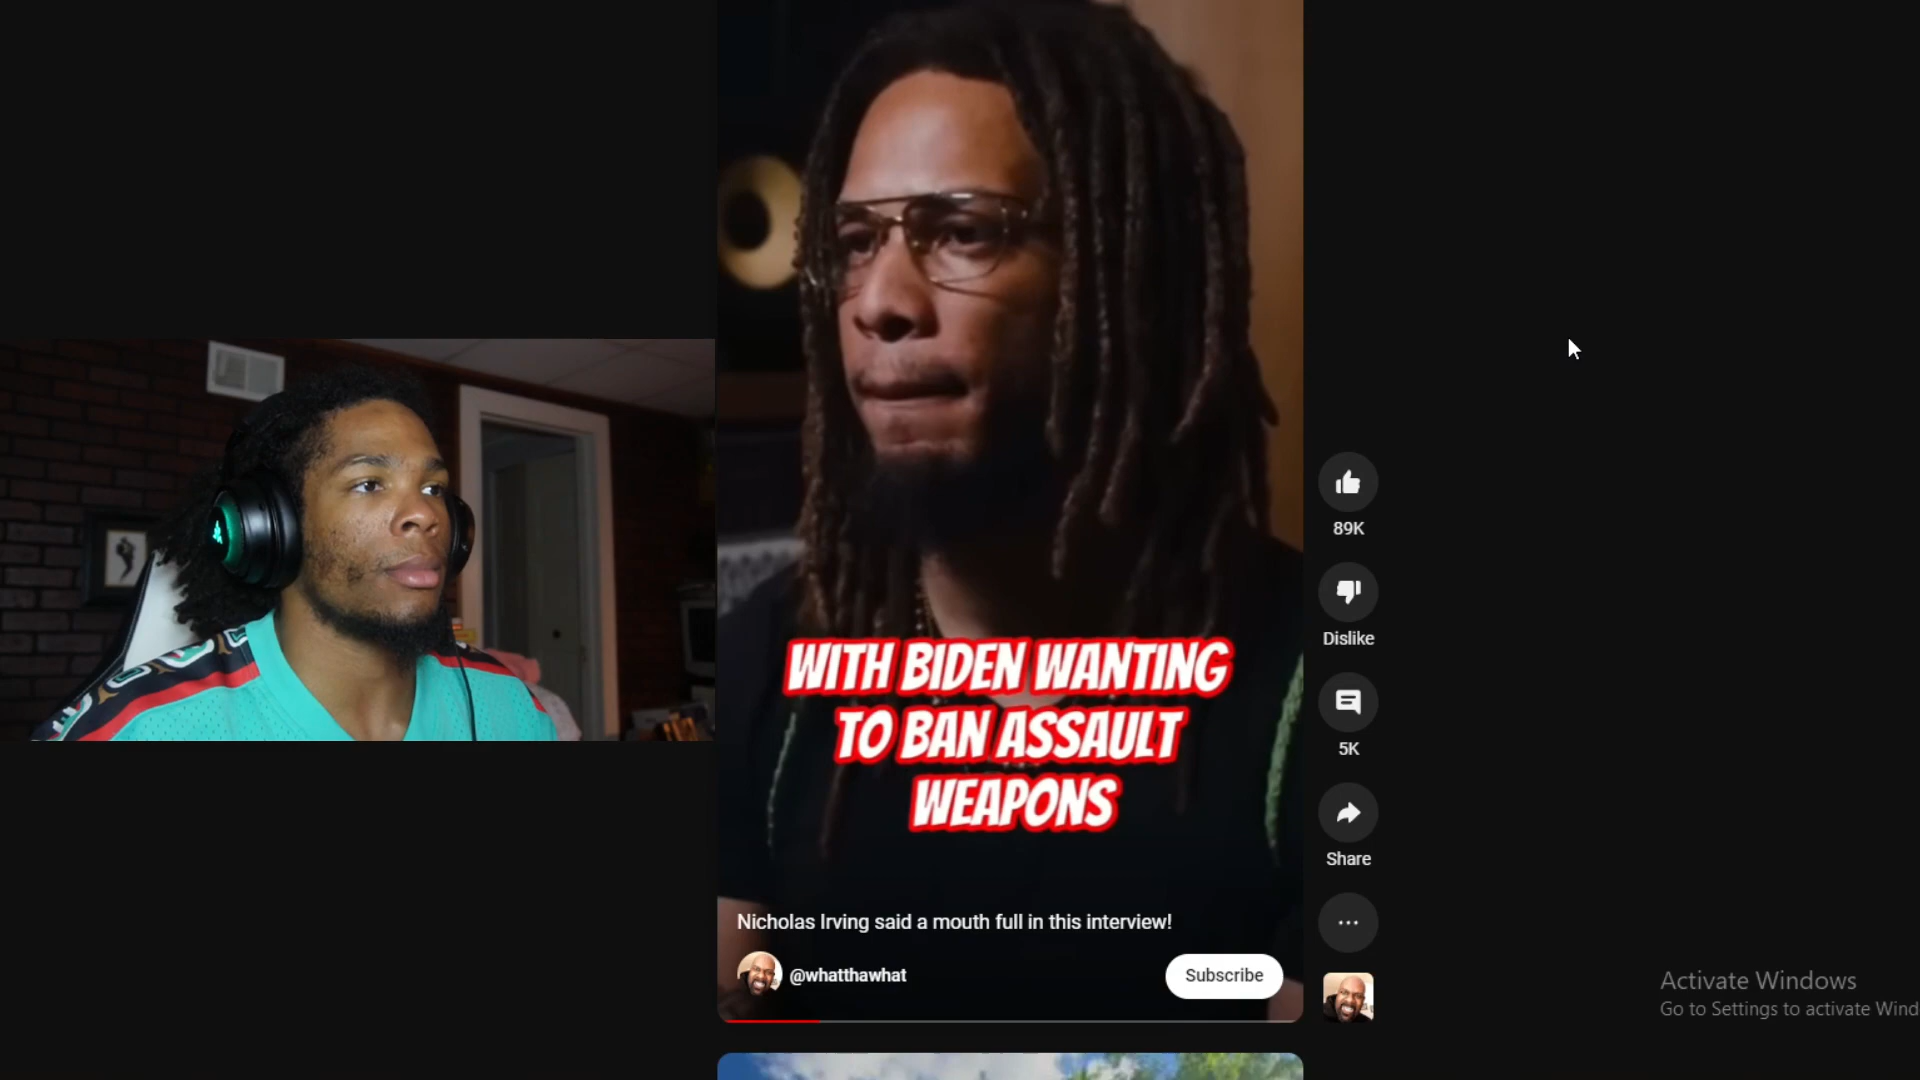 WITH BIDEN WANTING
TO BAN ASSAULT
WEAPONS
Nicholas Irving said a mouth full in this interview!
@whatthawhat
Subscribe
89K
Dislike
5K
Share
Activate Windows
Go to Settings to activate Wind